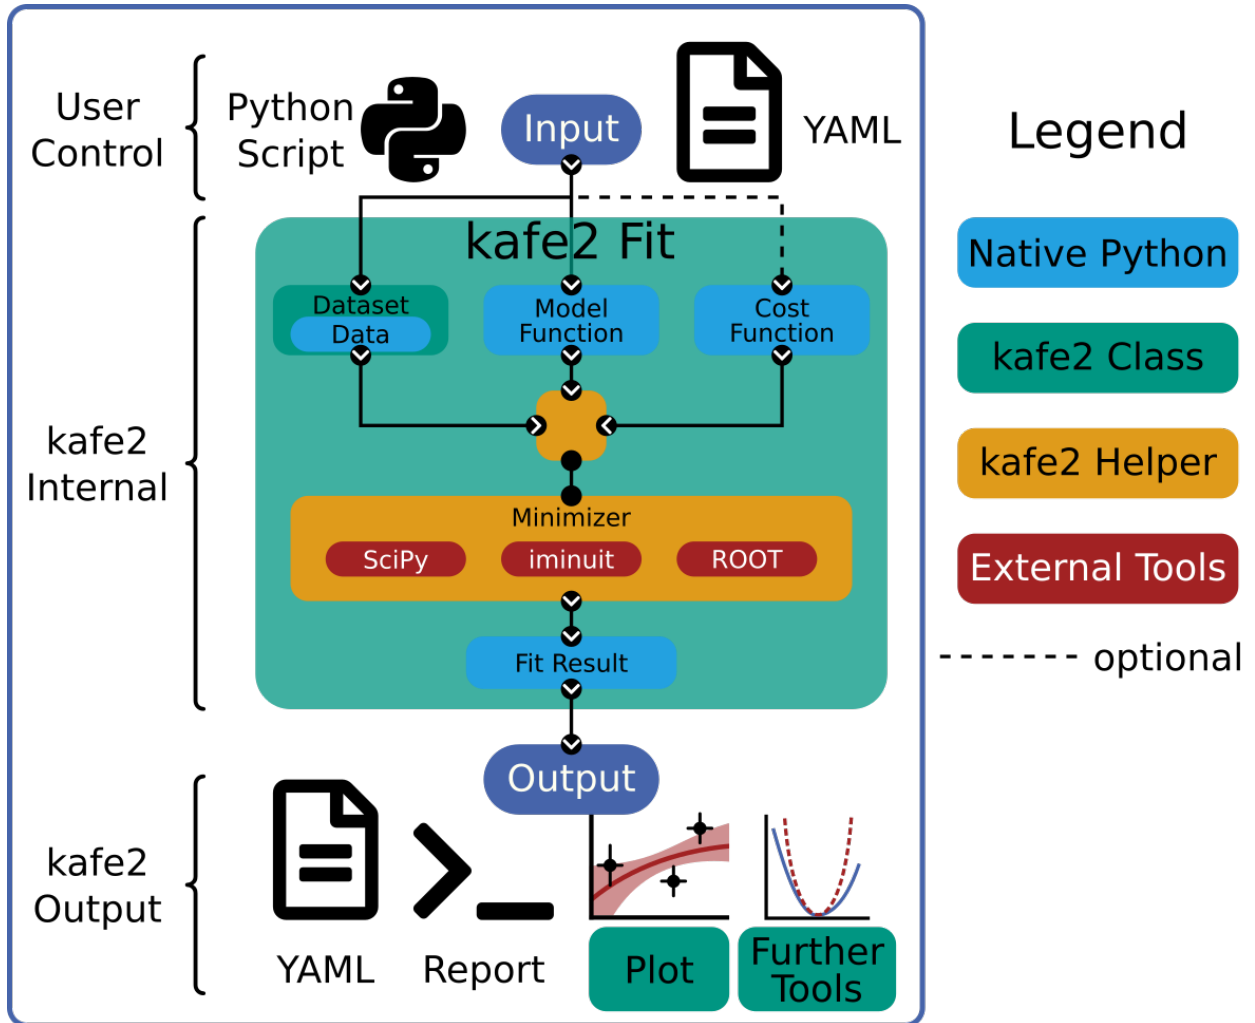 User
Control
Python
Script
Input
YAML
Legend
kafe2 Fit
Native Python
Dataset
Data
Model
Function
Cost
Function
kafe2 Class
kafe2
Internal
kafe2 Helper
Minimizer
SciPy
iminuit
ROOT
External Tools
Fit Result
optional
Output
kafe2
Output
YAML
Report
Plot
Further
Tools